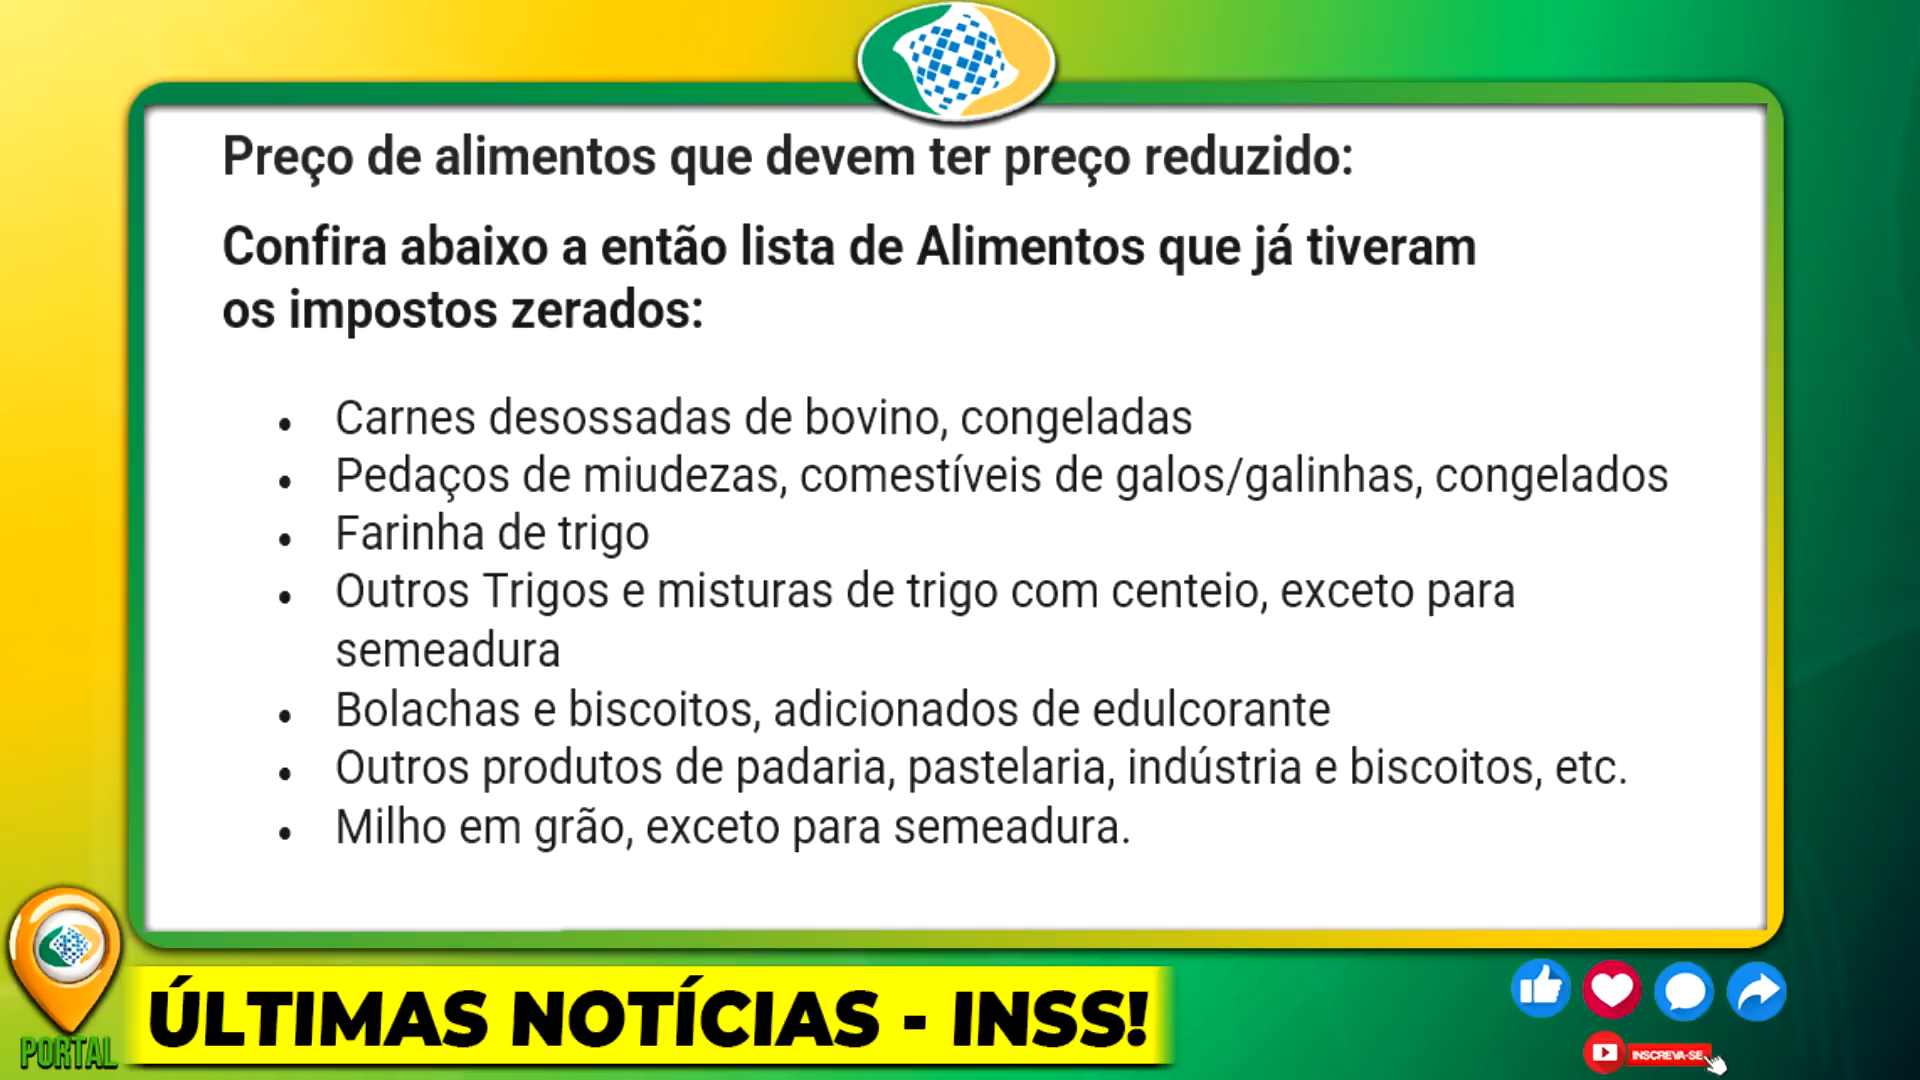 Preço de alimentos que devem ter preço reduzido:
Confira abaixo a então lista de Alimentos que já tiveram
os impostos zerados:
• Carnes desossadas de bovino, congeladas
• Pedaços de miudezas, comestíveis de galos/galinhas, congelados
• Farinha de trigo
• Outros Trigos e misturas de trigo com centeio, exceto para
semeadura
• Bolachas e biscoitos, adicionados de edulcorante
• Outros produtos de padaria, pastelaria, indústria e biscoitos, etc.
• Milho em grão, exceto para semeadura.
ÚLTIMAS NOTÍCIAS - INSS!
PORTAL
INSCREVA-SE